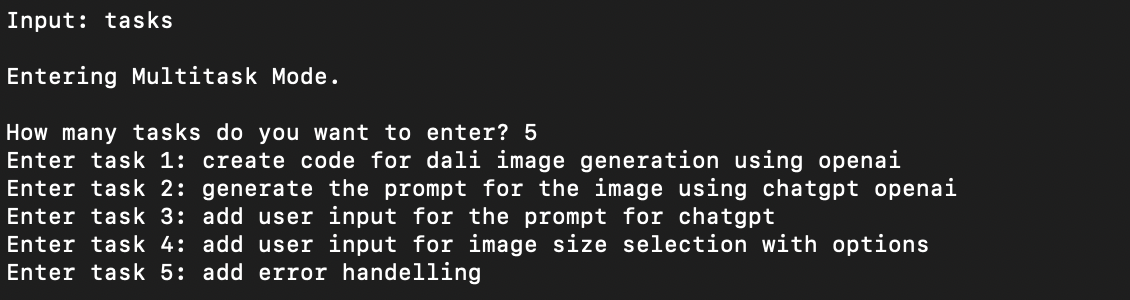 Input: tasks
Entering Multitask Mode.
How many tasks do you want to enter? 5
Enter task 1: create code for dali image generation using openai
Enter task 2: generate the prompt for the image using chatgpt openai
Enter task 3: add user input for the prompt for chatgpt
Enter task 4: add user input for image size selection with options
Enter task 5: add error handelling